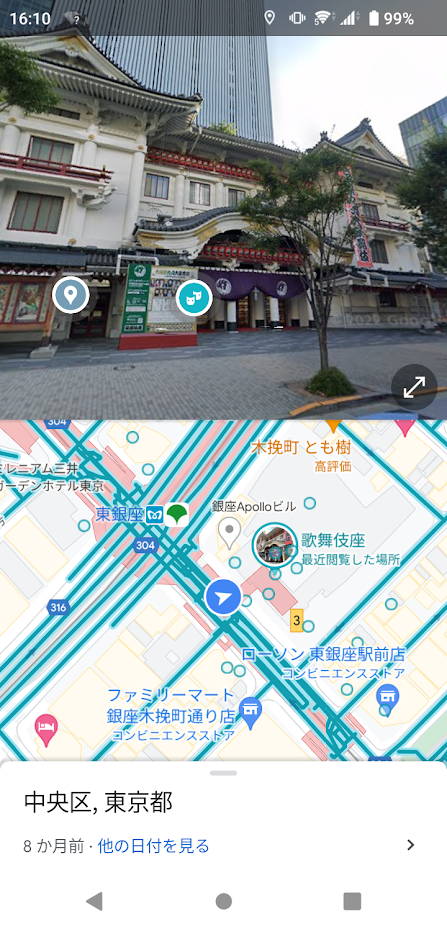 16:10
99%
304
ミレニアム三井
ガーデンホテル東京
木挽町 とも樹
高評価
銀座Apolloビル
東銀座
304
歌舞伎座
最近閲覧した場所
316
3
ローソン 東銀座駅前店
コンビニエンスストア
ファミリーマート
銀座木挽町通り店
コンビニエンスストア
中央区, 東京都
8 か月前 · 他の日付を見る